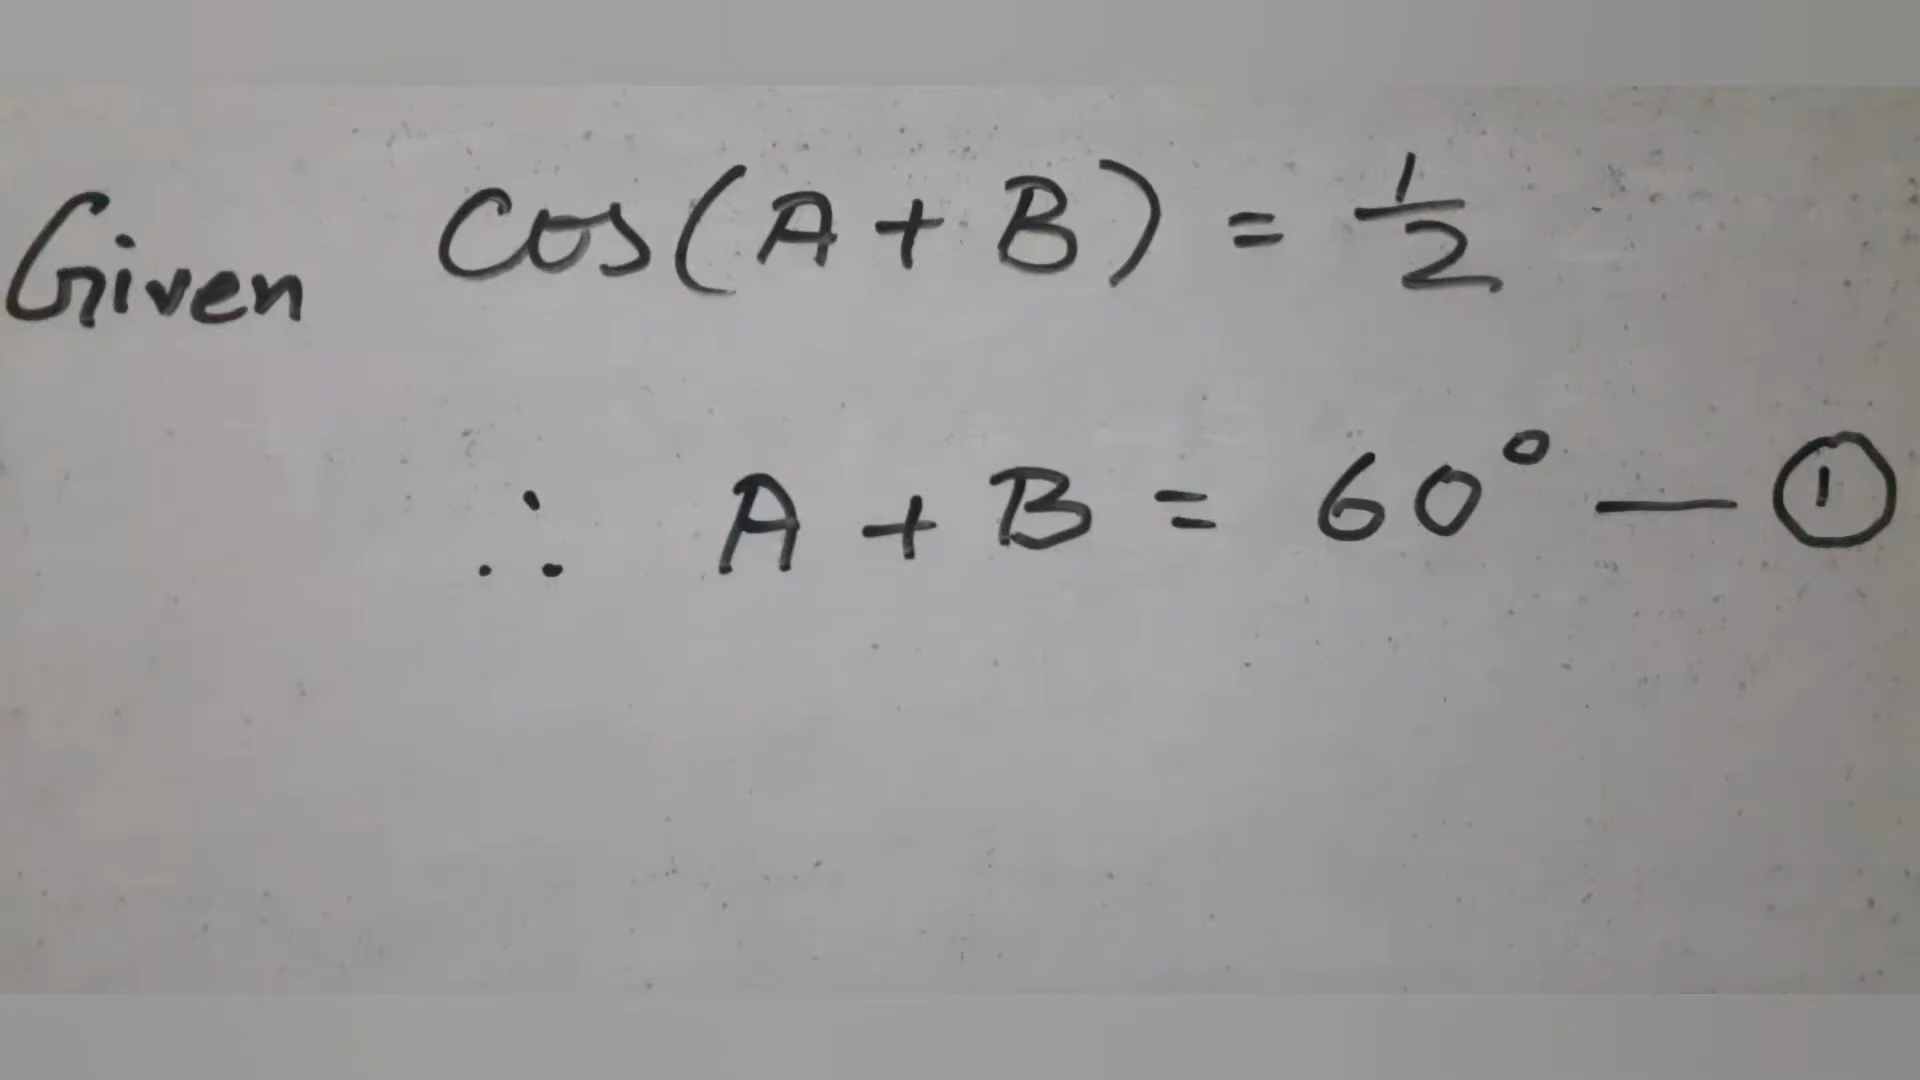 Given cos(A + B) = 1/2
∴ A + B = 60° — ①